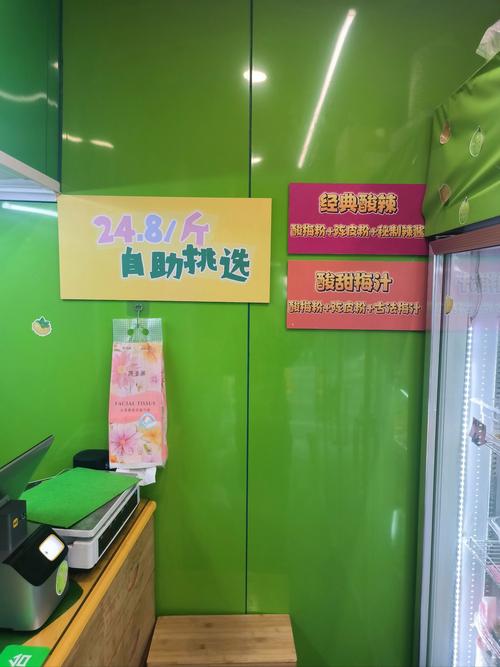 24.8/斤
自助挑选
经典酸辣
酸梅粉+陈皮粉+秘制辣酱
酸甜梅汁
酸梅粉+陈皮粉+古法梅汁
FACIAL TISSUE